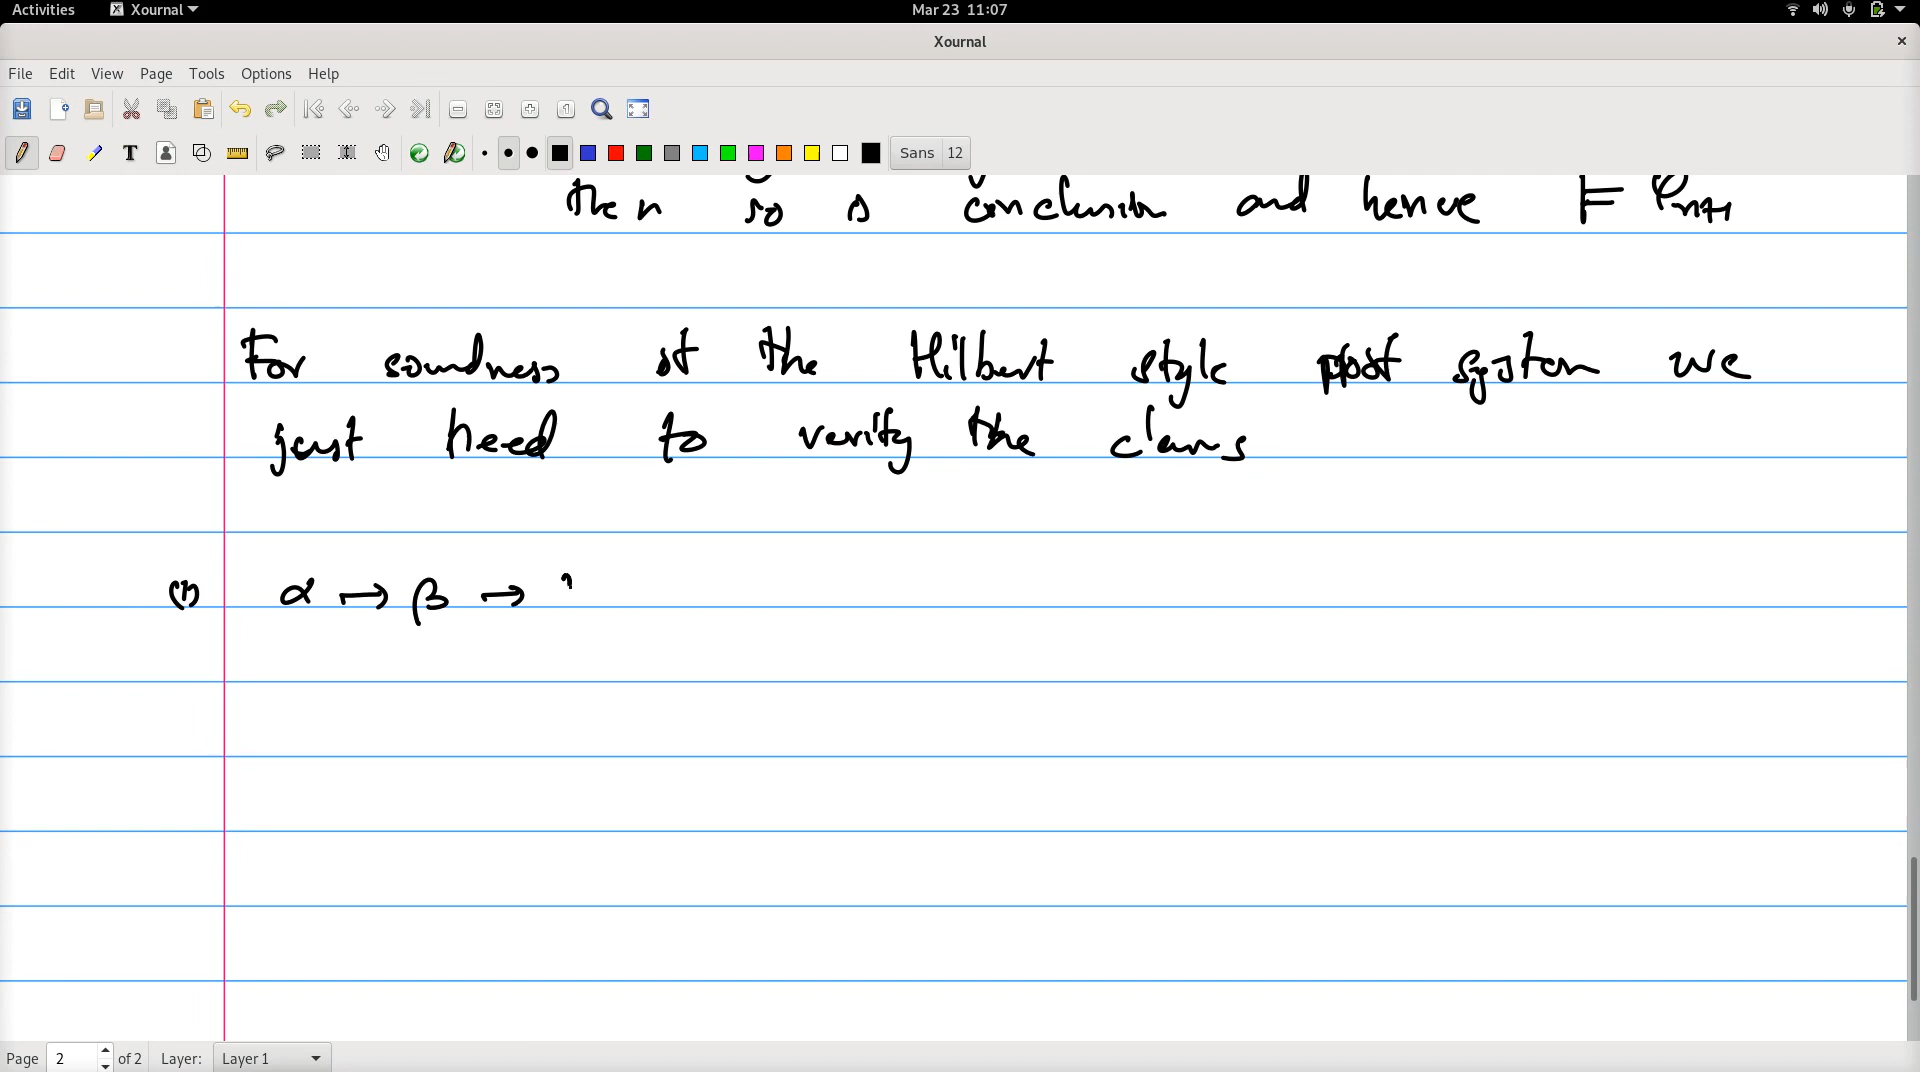 Activities Xournal Mar 23 11:07
Xournal
File Edit View Page Tools Options Help
Sans 12
then so is conclusion and hence ⊨ φₙ₊₁
For soundness of the Hilbert style system we
just need to verify the claims
(1) α → β →
Page 2 of 2 Layer: Layer 1